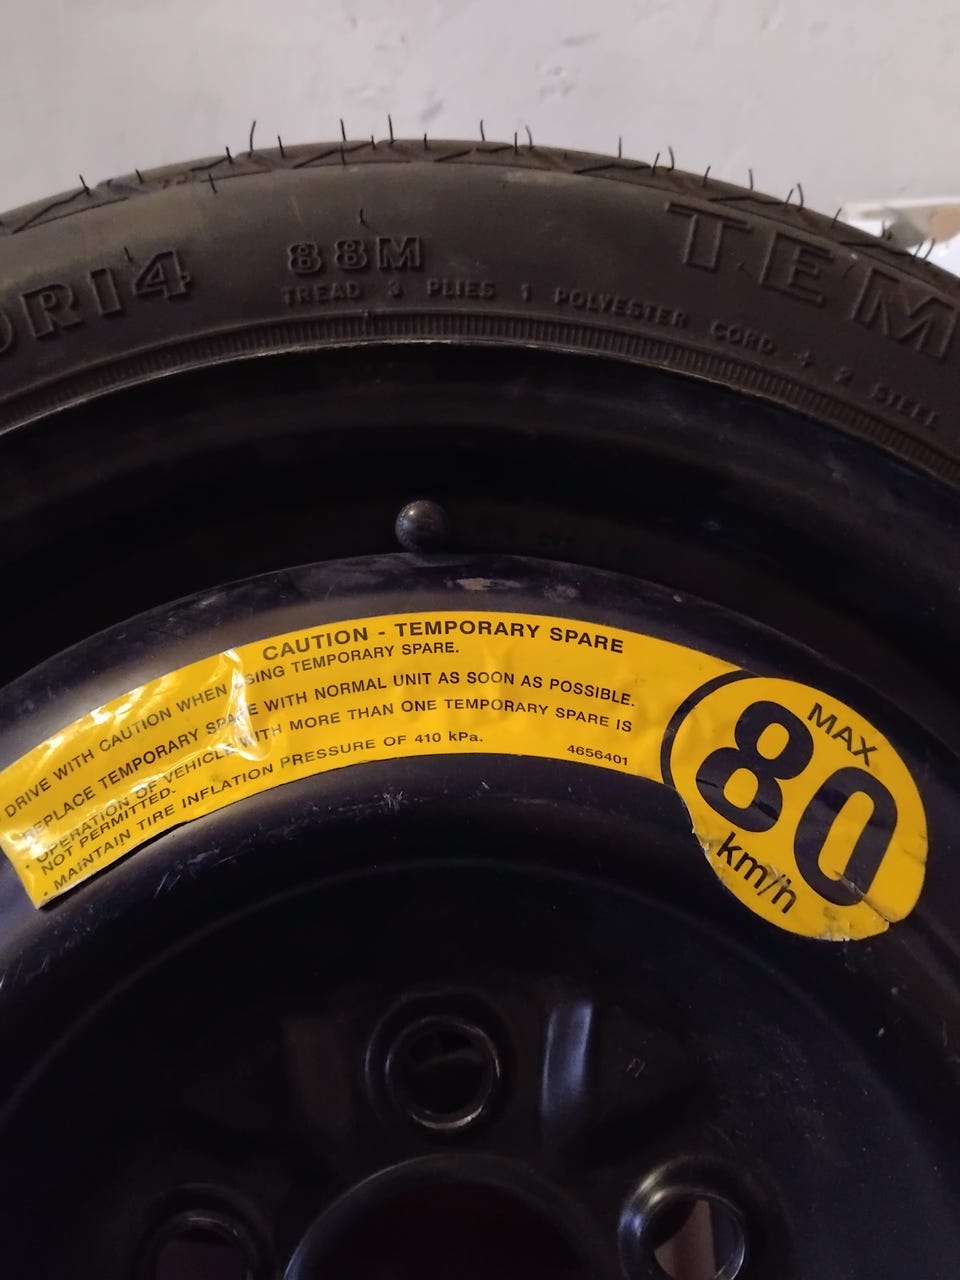 0R14 88M TEM
TREAD 3 PLIES 1 POLYESTER CORD + 2 STEEL
CAUTION - TEMPORARY SPARE
DRIVE WITH CAUTION WHEN USING TEMPORARY SPARE.
REPLACE TEMPORARY SPARE WITH NORMAL UNIT AS SOON AS POSSIBLE.
• OPERATION OF VEHICLE WITH MORE THAN ONE TEMPORARY SPARE IS
NOT PERMITTED.
• MAINTAIN TIRE INFLATION PRESSURE OF 410 kPa.
4656401
MAX
80
km/h